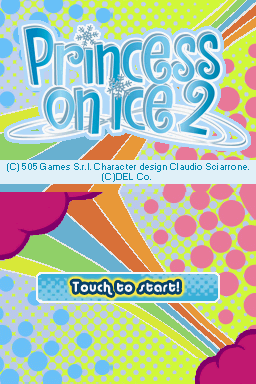 Princess
on ice 2
(C) 505 Games S.r.l. Character design Claudio Sciarrone.
(C)DEL Co.
Touch to start!